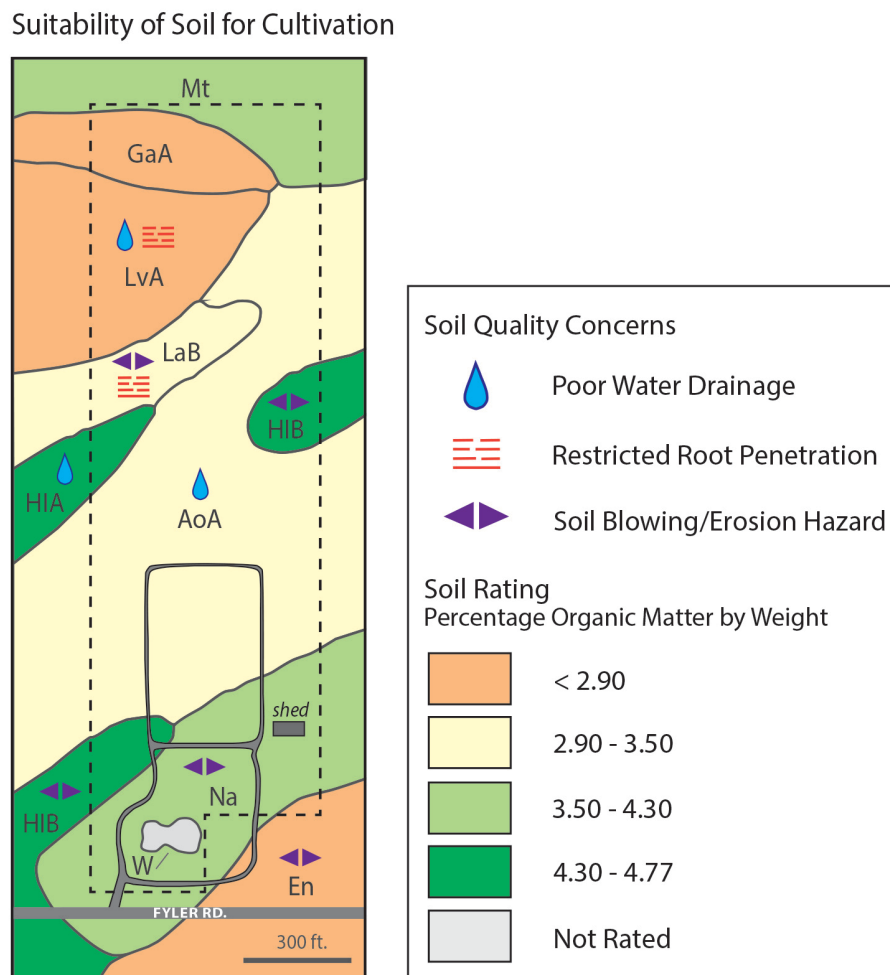 Suitability of Soil for Cultivation
Mt
GaA
LvA
LaB
HIB
HIA
AoA
shed
Na
HIB
W
En
FYLER RD.
300 ft.
Soil Quality Concerns
Poor Water Drainage
Restricted Root Penetration
Soil Blowing/Erosion Hazard
Soil Rating
Percentage Organic Matter by Weight
< 2.90
2.90 - 3.50
3.50 - 4.30
4.30 - 4.77
Not Rated